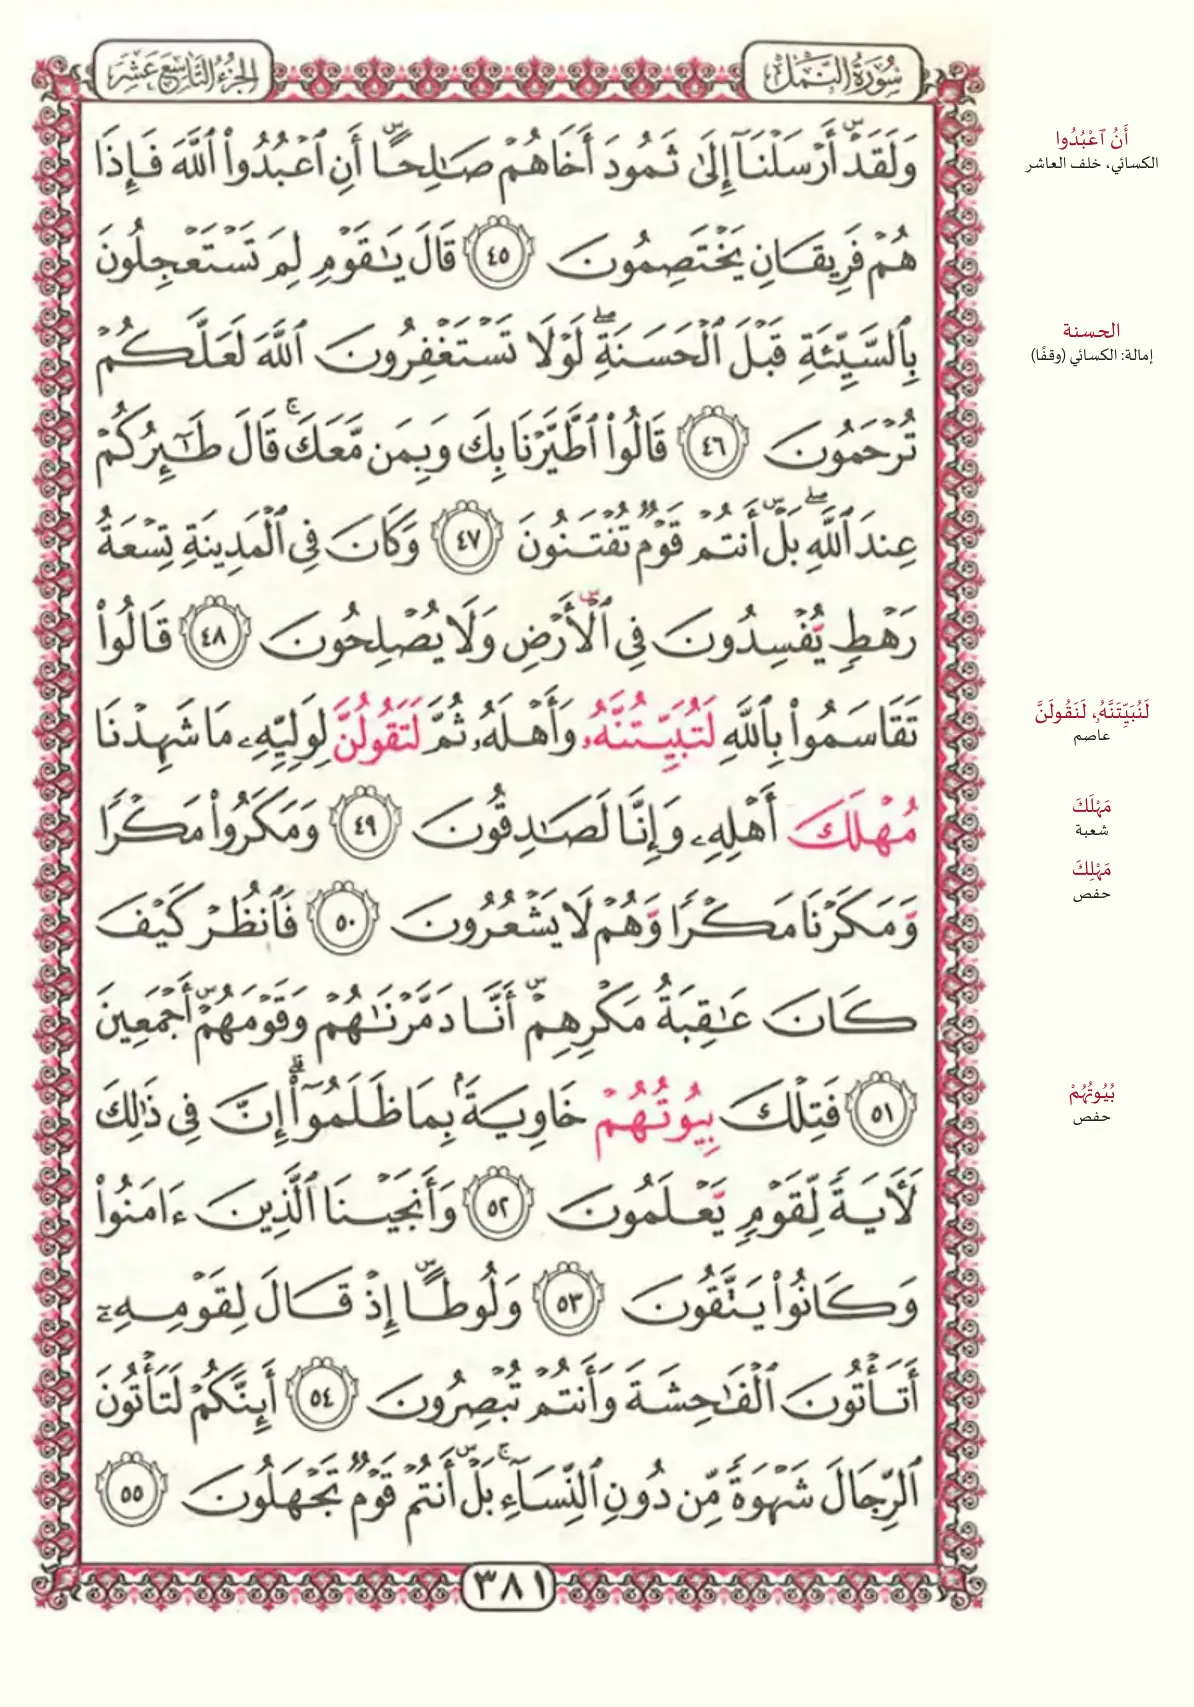 سُورَةُ النَّمْلِ
الجُزْءُ التَّاسِعَ عَشَرَ
وَلَقَدْ أَرْسَلْنَآ إِلَىٰ ثَمُودَ أَخَاهُمْ صَٰلِحًا أَنِ ٱعْبُدُوا۟ ٱللَّهَ فَإِذَا
هُمْ فَرِيقَانِ يَخْتَصِمُونَ ٤٥ قَالَ يَٰقَوْمِ لِمَ تَسْتَعْجِلُونَ
بِٱلسَّيِّئَةِ قَبْلَ ٱلْحَسَنَةِ ۖ لَوْلَا تَسْتَغْفِرُونَ ٱللَّهَ لَعَلَّكُمْ
تُرْحَمُونَ ٤٦ قَالُوا۟ ٱطَّيَّرْنَا بِكَ وَبِمَن مَّعَكَ ۚ قَالَ طَٰٓئِرُكُمْ
عِندَ ٱللَّهِ ۖ بَلْ أَنتُمْ قَوْمٌ تُفْتَنُونَ ٤٧ وَكَانَ فِى ٱلْمَدِينَةِ تِسْعَةُ
رَهْطٍ يُفْسِدُونَ فِى ٱلْأَرْضِ وَلَا يُصْلِحُونَ ٤٨ قَالُوا۟
تَقَاسَمُوا۟ بِٱللَّهِ لَتُبَيِّتُنَّهُۥ وَأَهْلَهُۥ ثُمَّ لَتَقُولُنَّ لِوَلِيِّهِۦ مَا شَهِدْنَا
مُهْلَكَ أَهْلِهِۦ وَإِنَّا لَصَٰدِقُونَ ٤٩ وَمَكَرُوا۟ مَكْرًا
وَمَكَرْنَا مَكْرًا وَّهُمْ لَا يَشْعُرُونَ ٥٠ فَٱنظُرْ كَيْفَ
كَانَ عَٰقِبَةُ مَكْرِهِمْ أَنَّا دَمَّرْنَٰهُمْ وَقَوْمَهُمْ أَجْمَعِينَ
٥١ فَتِلْكَ بِيُوتُهُمْ خَاوِيَةًۢ بِمَا ظَلَمُوٓا۟ ۗ إِنَّ فِى ذَٰلِكَ
لَءَايَةً لِّقَوْمٍ يَّعْلَمُونَ ٥٢ وَأَنجَيْنَا ٱلَّذِينَ ءَامَنُوا۟
وَكَانُوا۟ يَتَّقُونَ ٥٣ وَلُوطًا إِذْ قَالَ لِقَوْمِهِۦٓ
أَتَأْتُونَ ٱلْفَٰحِشَةَ وَأَنتُمْ تُبْصِرُونَ ٥٤ أَئِنَّكُمْ لَتَأْتُونَ
ٱلرِّجَالَ شَهْوَةً مِّن دُونِ ٱلنِّسَآءِ ۚ بَلْ أَنتُمْ قَوْمٌ تَجْهَلُونَ ٥٥
٣٨١
أَنُ ٱعْبُدُوا
الكسائي، خلف العاشر
الحسنة
إمالة: الكسائي (وقفًا)
لَنُبَيِّتَنَّهُۥ، لَنَقُولَنَّ
عاصم
مَهْلَكَ
شعبة
مَهْلِكَ
حفص
بُيُوتُهُمْ
حفص